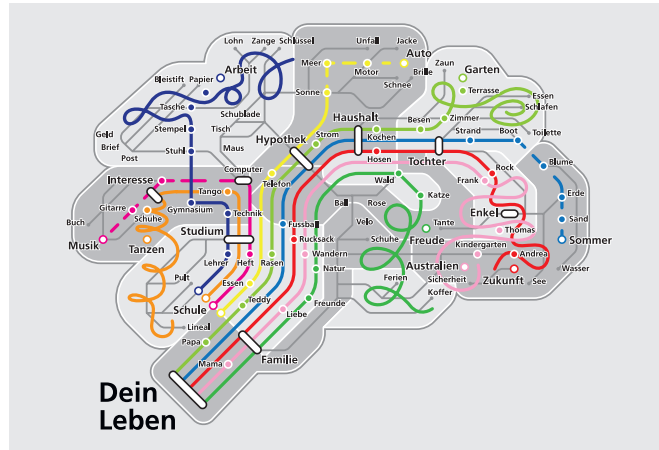 Lohn Zange Schlüssel
Unfall Jacke
Auto
Meer
Motor
Brille
Schnee
Zaun
Garten
Terrasse
Essen
Schlafen
Bleistift Papier Arbeit
Sonne
Tasche
Schublade
Haushalt
Besen Zimmer
Toilette
Stempel
Tisch
Strom
Kochen
Strand Boot
Geld
Brief
Post
Stuhl
Maus
Hypothek
Hosen
Tochter
Blume
Computer
Rock
Interesse
Tango
Telefon
Wald
Frank
Katze
Erde
Gitarre
Schuhe
Gymnasium
Technik
Ball Rose
Enkel
Buch
Musik
Tanzen
Studium
Fussball
Velo
Tante
Freude
Thomas
Sand
Sommer
Rucksack
Schuhe
Kindergarten
Lehrer Heft Rasen
Wandern
Andrea
Pult
Essen
Natur
Australien
Sicherheit
Wasser
Ferien
Zukunft See
Koffer
Schule
Teddy
Freunde
Liebe
Lineal
Papa
Mama
Familie
Dein
Leben